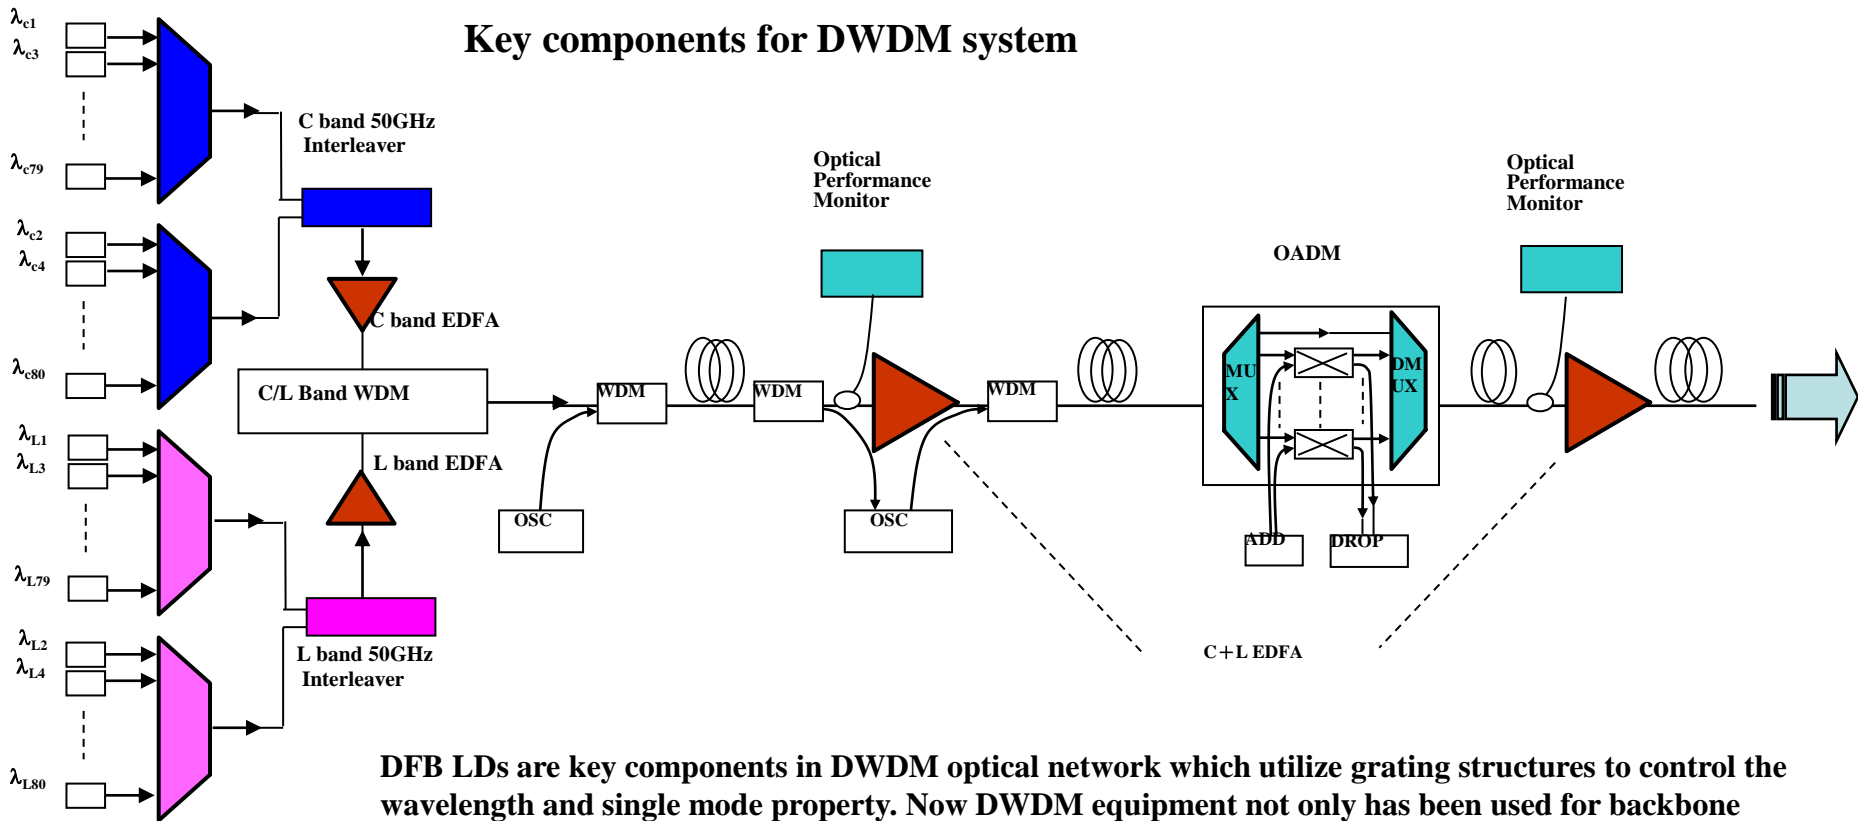 Key components for DWDM system
λc1
λc3
λc79
λc2
λc4
λc80
λL1
λL3
λL79
λL2
λL4
λL80
C band 50GHz
Interleaver
C band EDFA
C/L Band WDM
L band EDFA
L band 50GHz
Interleaver
OSC
WDM
WDM
Optical
Performance
Monitor
OSC
WDM
OADM
MU
X
DM
UX
ADD
DROP
Optical
Performance
Monitor
C+L EDFA
DFB LDs are key components in DWDM optical network which utilize grating structures to control the
wavelength and single mode property. Now DWDM equipment not only has been used for backbone